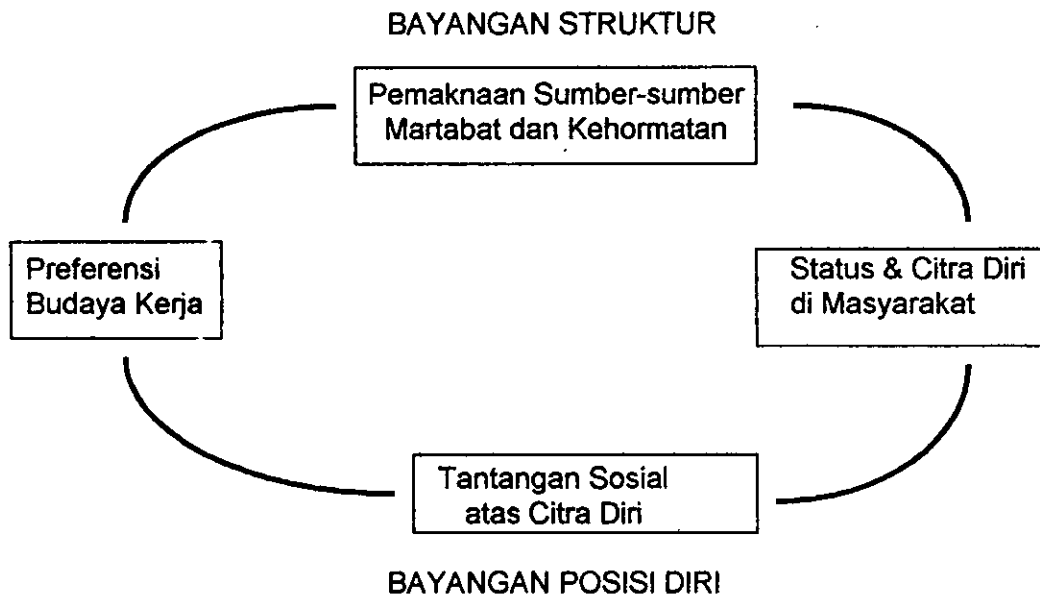 BAYANGAN STRUKTUR
Pemaknaan Sumber-sumber
Martabat dan Kehormatan
Preferensi
Budaya Kerja
Status & Citra Diri
di Masyarakat
Tantangan Sosial
atas Citra Diri
BAYANGAN POSISI DIRI